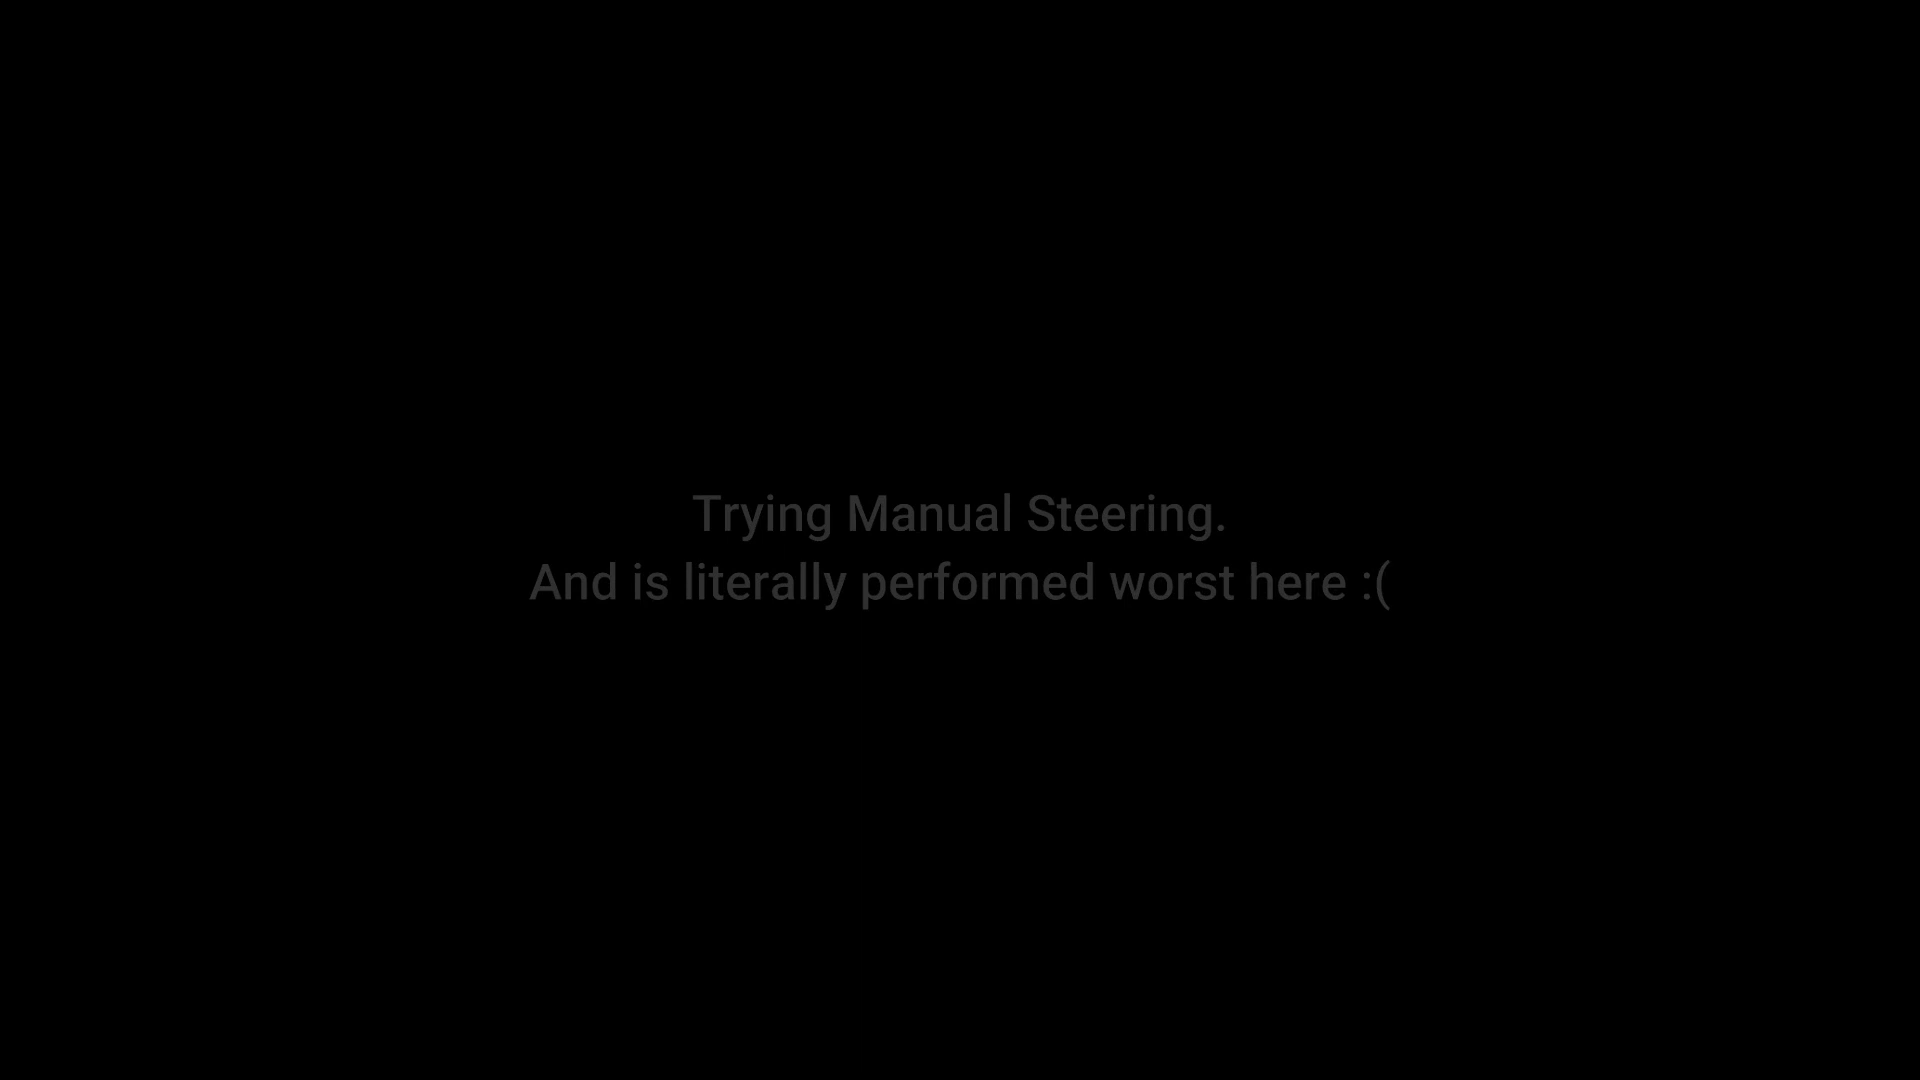 Trying Manual Steering.
And is literally performed worst here :(